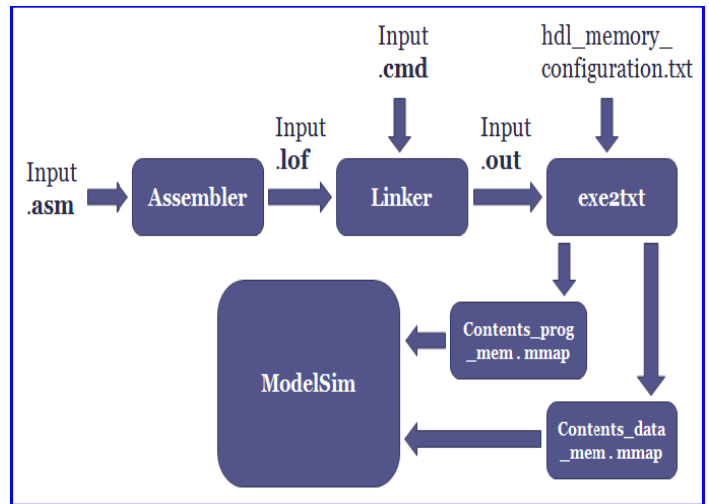 Input
.cmd
hdl_memory_
configuration.txt
Input
.asm
Assembler
Input
.lof
Linker
Input
.out
exe2txt
ModelSim
Contents_prog
_mem . mmap
Contents_data
_mem . mmap